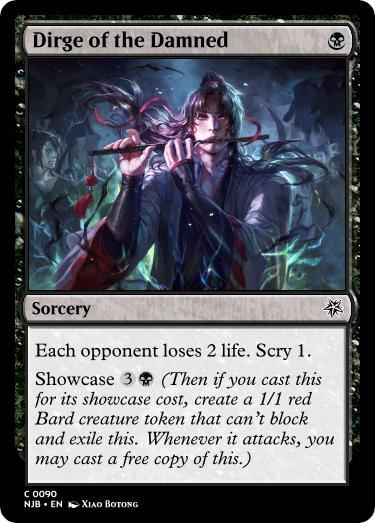 Dirge of the Damned
Sorcery
Each opponent loses 2 life. Scry 1.
Showcase 3 (Then if you cast this
for its showcase cost, create a 1/1 red
Bard creature token that can't block
and exile this. Whenever it attacks, you
may cast a free copy of this.)
C 0090
NJB • EN Xiao Botong